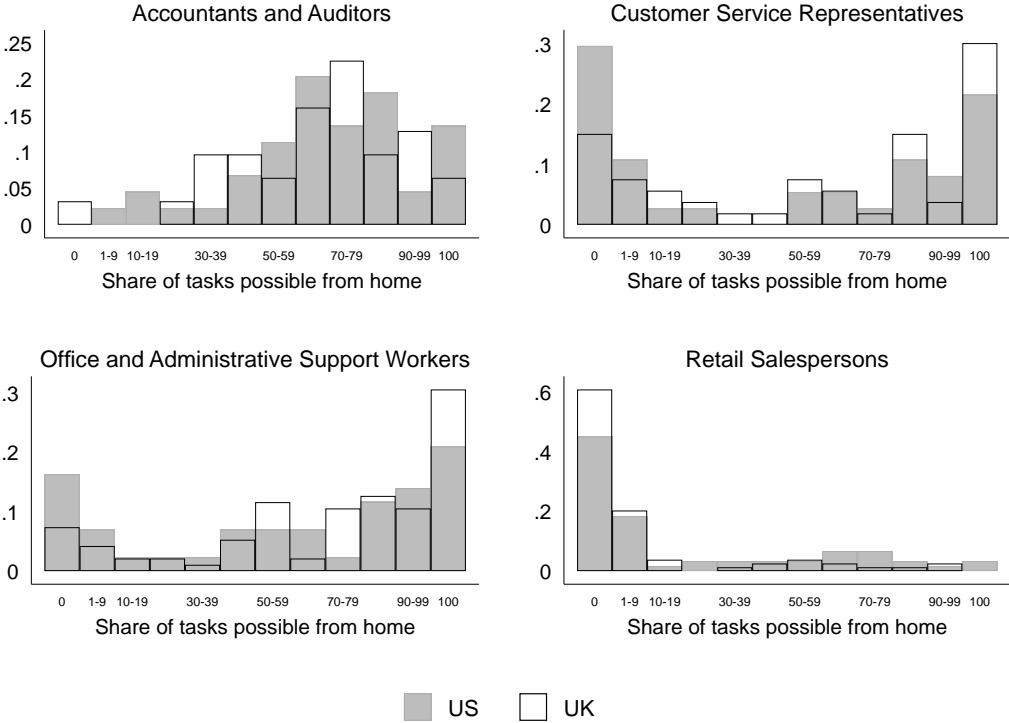 Accountants and Auditors
.25
.2
.15
.1
.05
0
0 1-9 10-19 30-39 50-59 70-79 90-99 100
Share of tasks possible from home
Customer Service Representatives
.3
.2
.1
0
0 1-9 10-19 30-39 50-59 70-79 90-99 100
Share of tasks possible from home
Office and Administrative Support Workers
.3
.2
.1
0
0 1-9 10-19 30-39 50-59 70-79 90-99 100
Share of tasks possible from home
Retail Salespersons
.6
.4
.2
0
0 1-9 10-19 30-39 50-59 70-79 90-99 100
Share of tasks possible from home
US UK